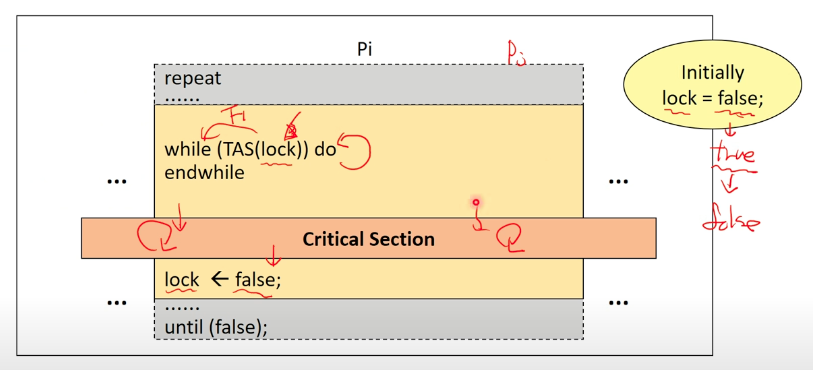 Pi
Pj
repeat
......
while (TAS(lock)) do
endwhile
...
...
Critical Section
lock ← false;
...
...
......
until (false);
Initially
lock = false;
true
false